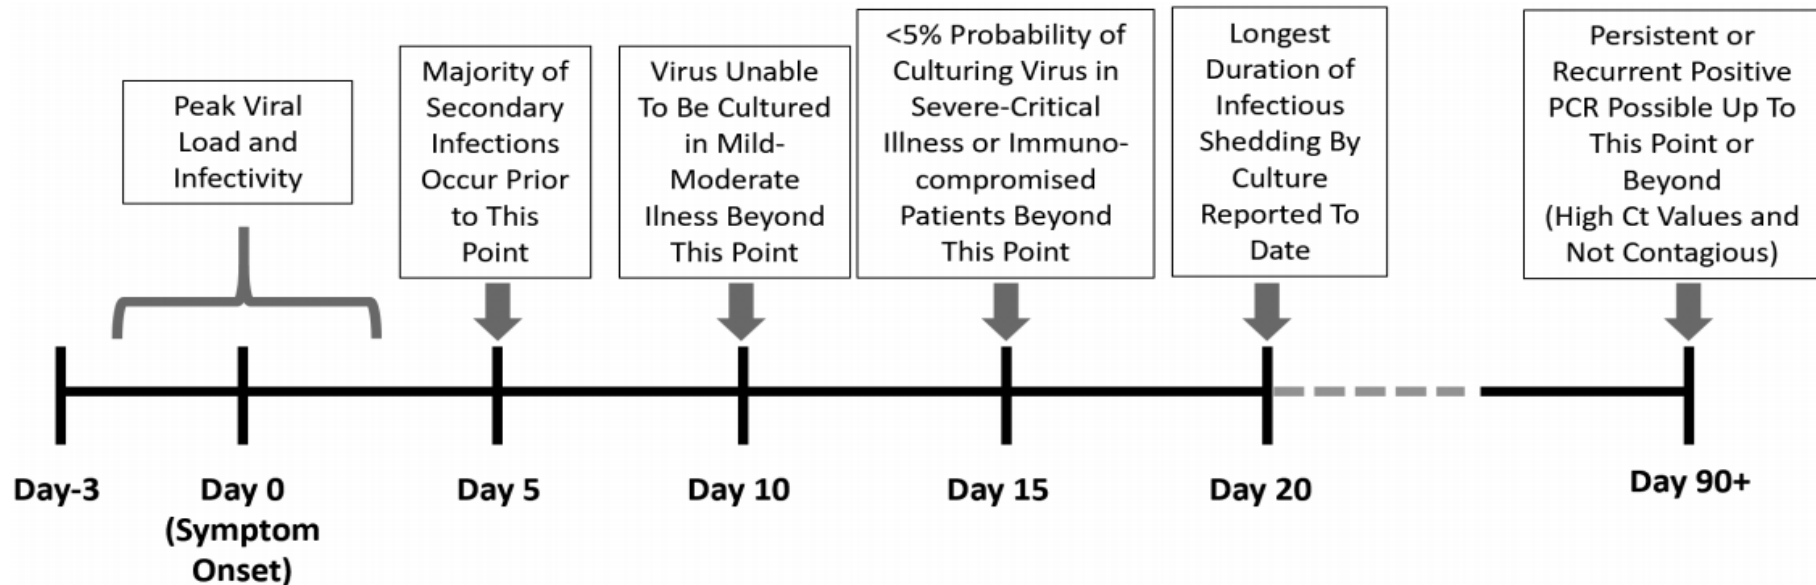 Peak Viral
Load and
Infectivity
Majority of
Secondary
Infections
Occur Prior
to This
Point
Virus Unable
To Be Cultured
in Mild-
Moderate
Ilness Beyond
This Point
<5% Probability of
Culturing Virus in
Severe-Critical
Illness or Immuno-
compromised
Patients Beyond
This Point
Longest
Duration of
Infectious
Shedding By
Culture
Reported To
Date
Persistent or
Recurrent Positive
PCR Possible Up To
This Point or
Beyond
(High Ct Values and
Not Contagious)
Day-3
Day 0
(Symptom
Onset)
Day 5
Day 10
Day 15
Day 20
Day 90+